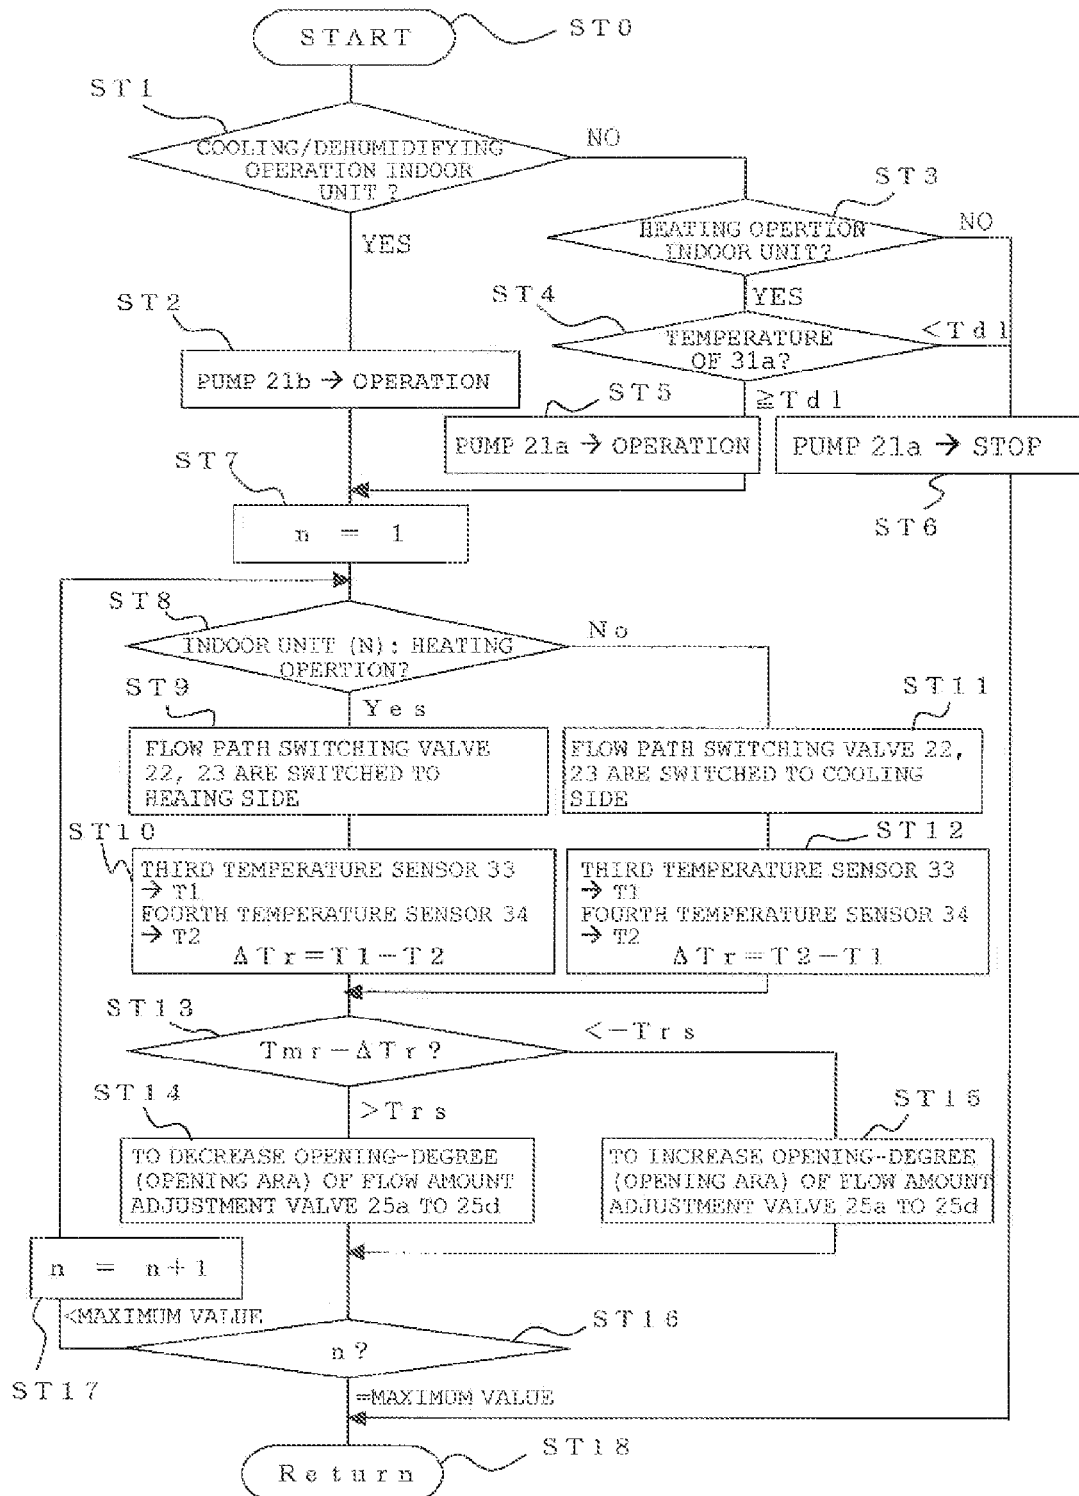 START
ST0
ST1
COOLING/DEHUMIDIFYING
OPERATION INDOOR
UNIT ?
NO
YES
ST3
HEATING OPERTION
INDOOR UNIT?
NO
YES
ST2
PUMP 21b → OPERATION
ST4
TEMPERATURE
OF 31a?
<Td1
≧Td1
ST5
PUMP 21a → OPERATION
PUMP 21a → STOP
ST6
ST7
n = 1
ST8
INDOOR UNIT (N): HEATING
OPERTION?
No
Yes
ST9
FLOW PATH SWITCHING VALVE
22, 23 ARE SWITCHED TO
HEAING SIDE
ST11
FLOW PATH SWITCHING VALVE 22,
23 ARE SWITCHED TO COOLING
SIDE
ST10
THIRD TEMPERATURE SENSOR 33
→ T1
FOURTH TEMPERATURE SENSOR 34
→ T2
ΔTr=T1-T2
ST12
THIRD TEMPERATURE SENSOR 33
→ T1
FOURTH TEMPERATURE SENSOR 34
→ T2
ΔTr=T2-T1
ST13
Tmr-ΔTr?
<-Trs
>Trs
ST14
TO DECREASE OPENING-DEGREE
(OPENING ARA) OF FLOW AMOUNT
ADJUSTMENT VALVE 25a TO 25d
ST15
TO INCREASE OPENING-DEGREE
(OPENING ARA) OF FLOW AMOUNT
ADJUSTMENT VALVE 25a TO 25d
n = n+1
<MAXIMUM VALUE
ST17
n?
ST16
=MAXIMUM VALUE
Return
ST18